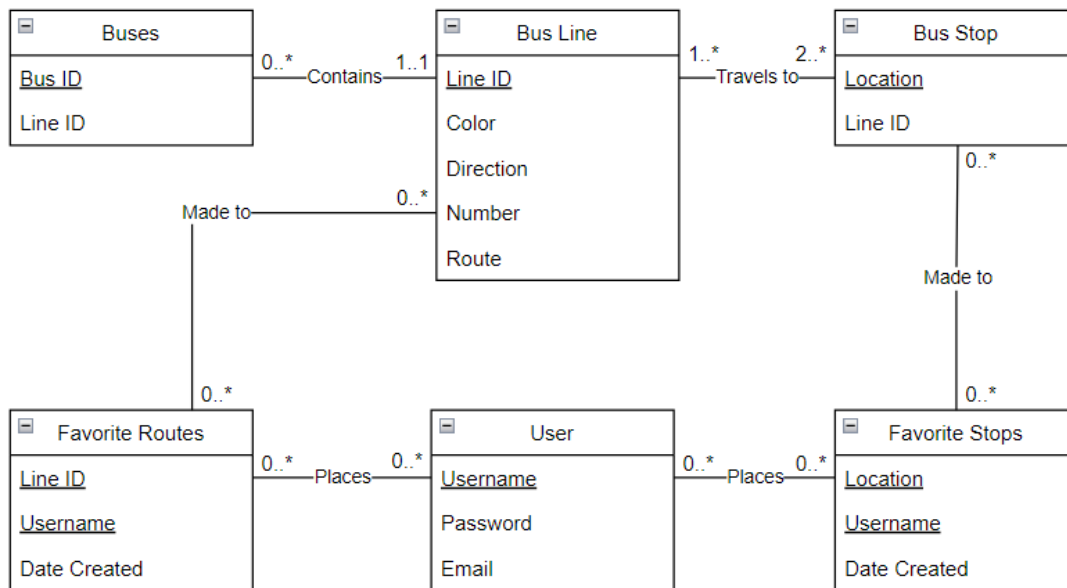 Buses
Bus ID
Line ID
0..*
Contains
1..1
Bus Line
Line ID
Color
Direction
Number
Route
1..*
Travels to
2..*
Bus Stop
Location
Line ID
0..*
Made to
0..*
Made to
0..*
0..*
Favorite Routes
Line ID
Username
Date Created
0..*
Places
0..*
User
Username
Password
Email
0..*
Places
0..*
Favorite Stops
Location
Username
Date Created